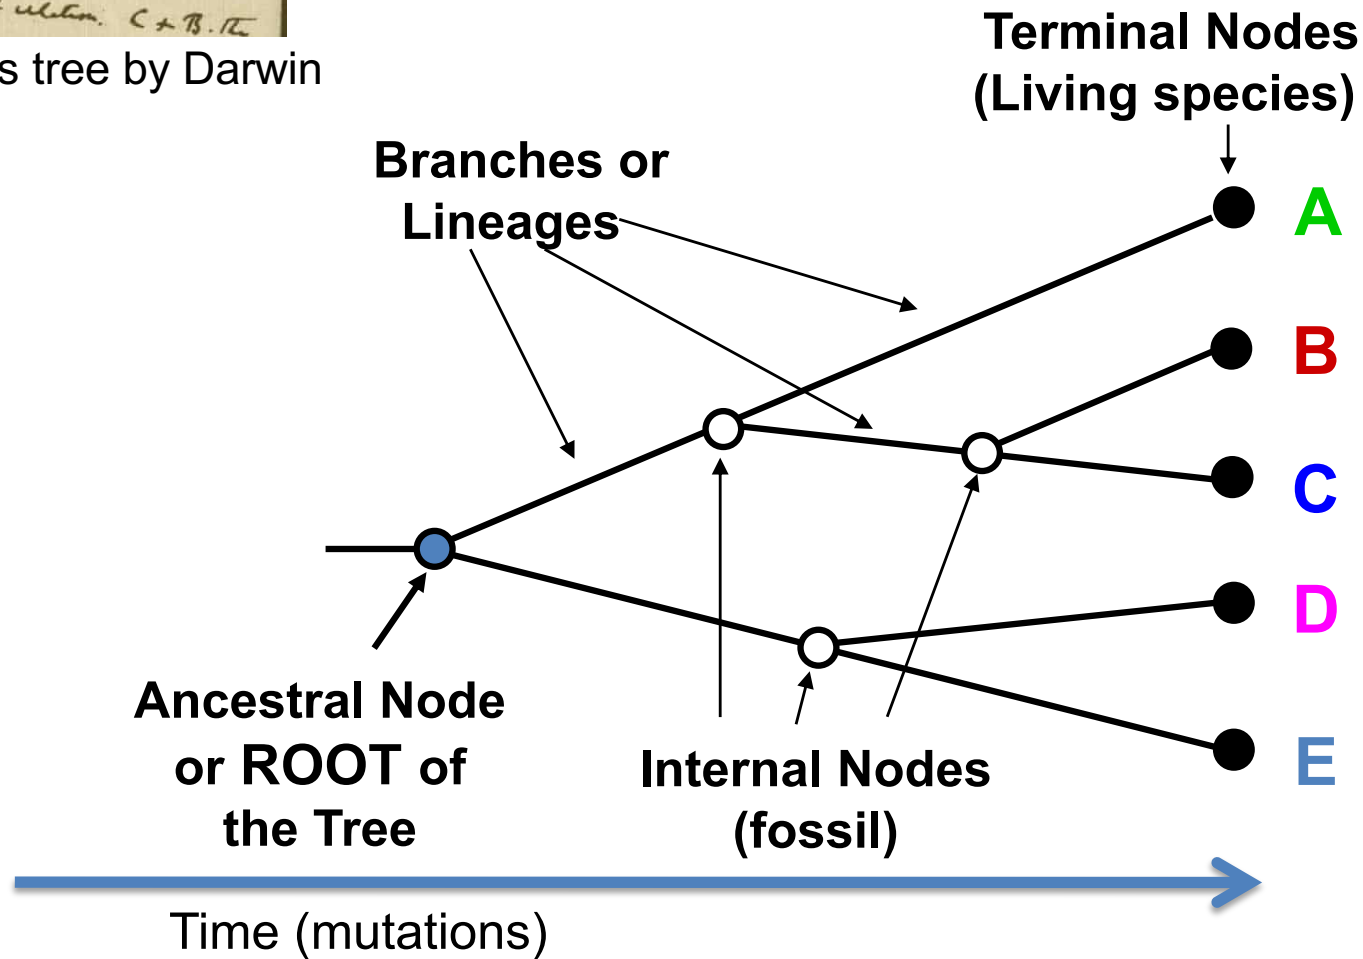 C + B. The
s tree by Darwin
Terminal Nodes
(Living species)
Branches or
Lineages
A
B
C
D
E
Ancestral Node
or ROOT of
the Tree
Internal Nodes
(fossil)
Time (mutations)